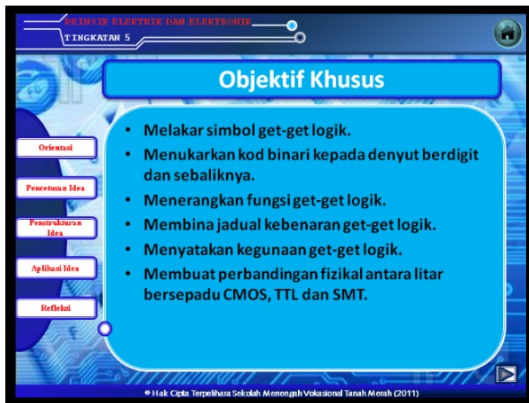 PRINSIP ELEKTRIK DAN ELEKTRONIK
TINGKATAN 5
Objektif Khusus
Orientasi
Pencetusan Idea
Penstrukturan
Idea
Aplikasi Idea
Refleksi
• Melakar simbol get-get logik.
• Menukarkan kod binari kepada denyut berdigit
dan sebaliknya.
• Menerangkan fungsi get-get logik.
• Membina jadual kebenaran get-get logik.
• Menyatakan kegunaan get-get logik.
• Membuat perbandingan fizikal antara litar
bersepadu CMOS, TTL dan SMT.
© Hak Cipta Terpelihara Sekolah Menengah Vokasional Tanah Merah (2011)